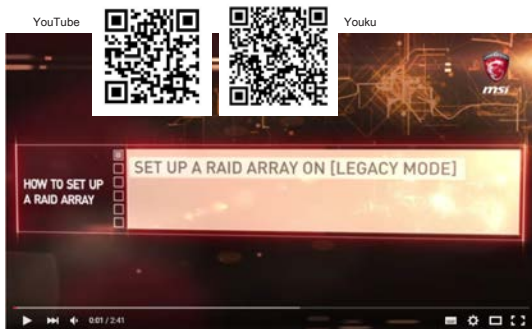 YouTube
Youku
msi
SET UP A RAID ARRAY ON [LEGACY MODE]
HOW TO SET UP
A RAID ARRAY
0:01 / 2:41